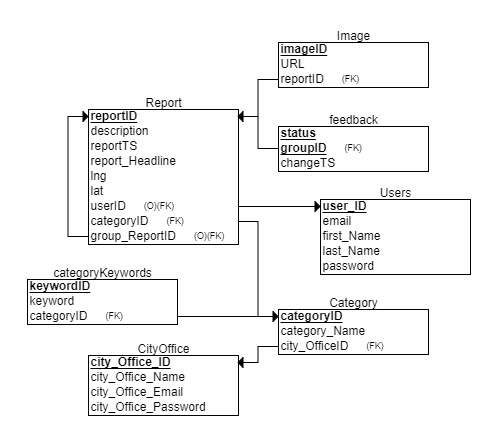 Image
imageID
URL
reportID (FK)
Report
reportID
description
reportTS
report_Headline
lng
lat
userID (O)(FK)
categoryID (FK)
group_ReportID (O)(FK)
feedback
status
groupID (FK)
changeTS
Users
user_ID
email
first_Name
last_Name
password
categoryKeywords
keywordID
keyword
categoryID (FK)
Category
categoryID
category_Name
city_OfficeID (FK)
CityOffice
city_Office_ID
city_Office_Name
city_Office_Email
city_Office_Password